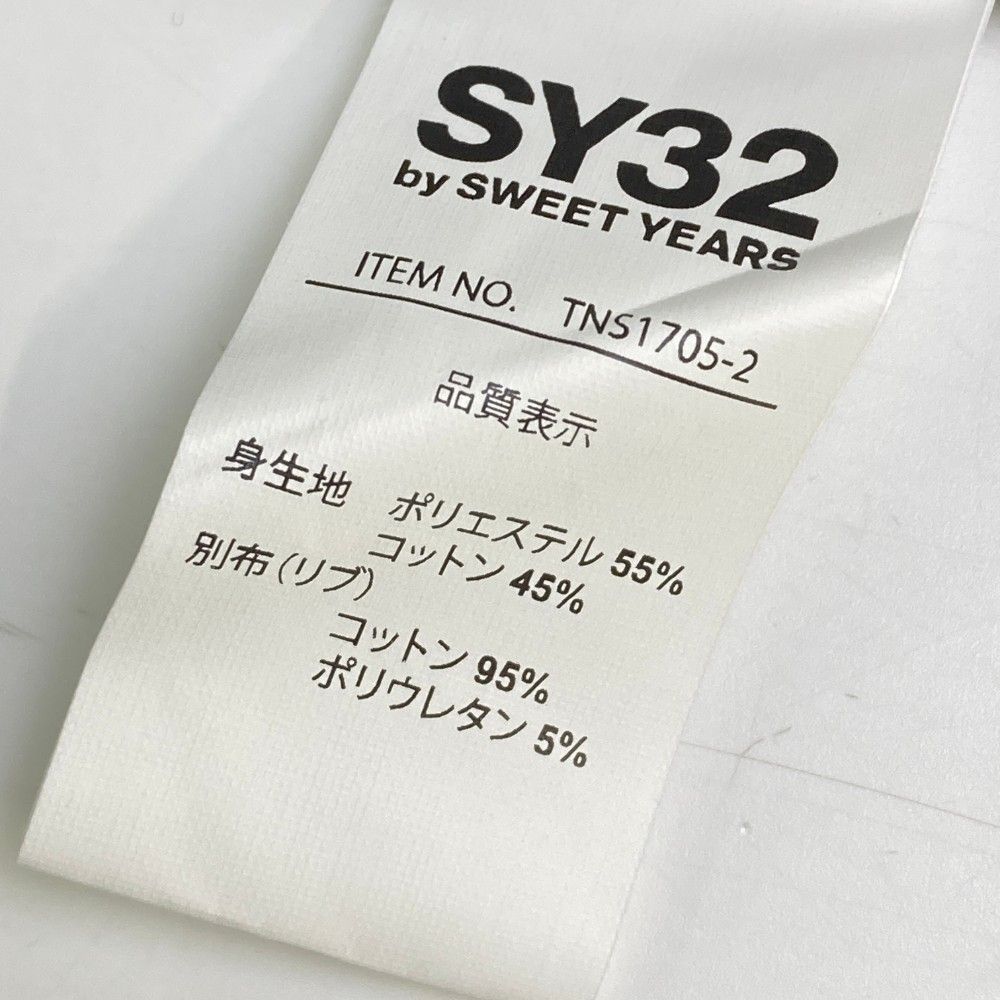 SY32
by SWEET YEARS
ITEM NO. TNS1705-2
品質表示
身生地 ポリエステル 55%
コットン 45%
別布(リブ)
コットン 95%
ポリウレタン 5%